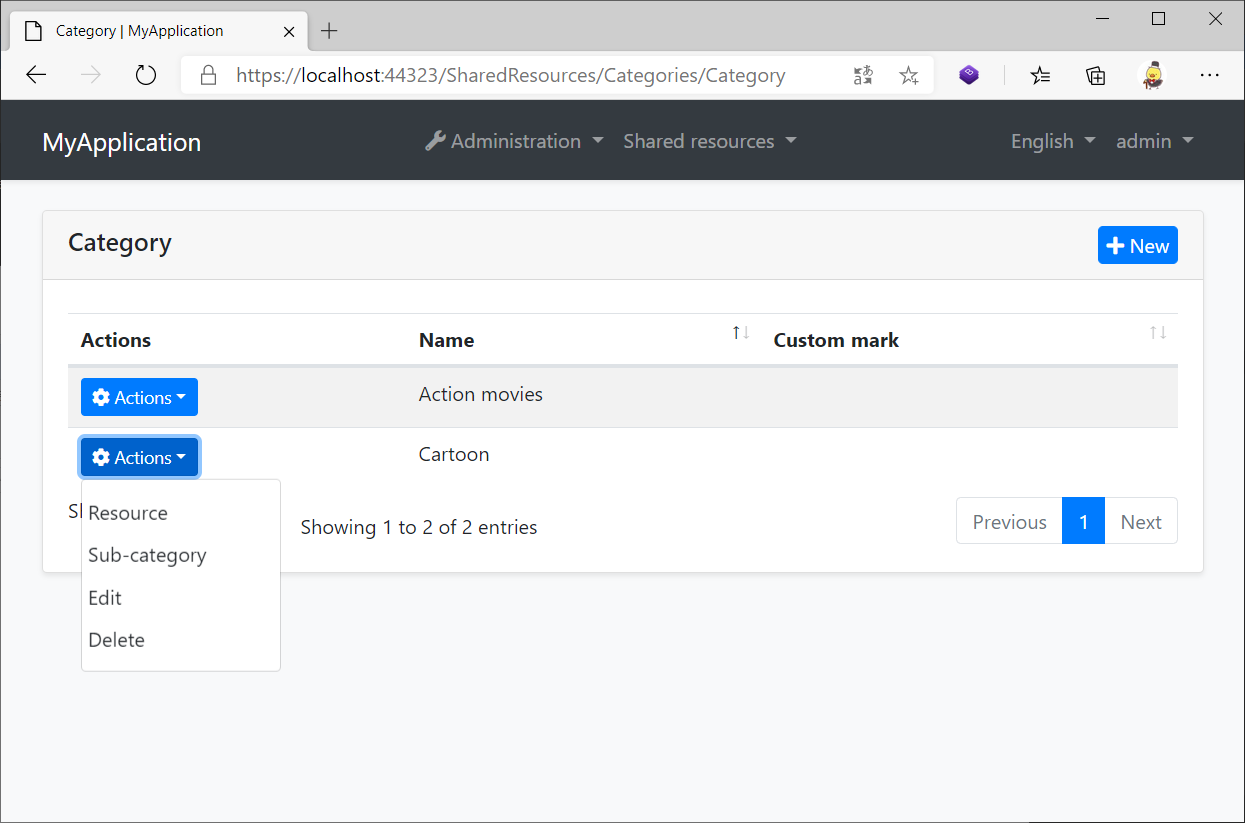 Category | MyApplication
https://localhost:44323/SharedResources/Categories/Category
MyApplication
Administration
Shared resources
English
admin
Category
New
Actions
Name
Custom mark
Actions
Action movies
Actions
Cartoon
Resource
Sub-category
Edit
Delete
Showing 1 to 2 of 2 entries
Previous
1
Next